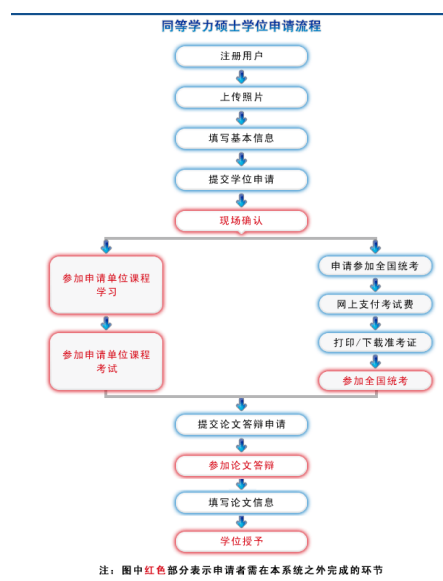 同等学力硕士学位申请流程
注册用户
上传照片
填写基本信息
提交学位申请
现场确认
参加申请单位课程
学习
参加申请单位课程
考试
申请参加全国统考
网上支付考试费
打印/下载准考证
参加全国统考
提交论文答辩申请
参加论文答辩
填写论文信息
学位授予
注：图中红色部分表示申请者需在本系统之外完成的环节